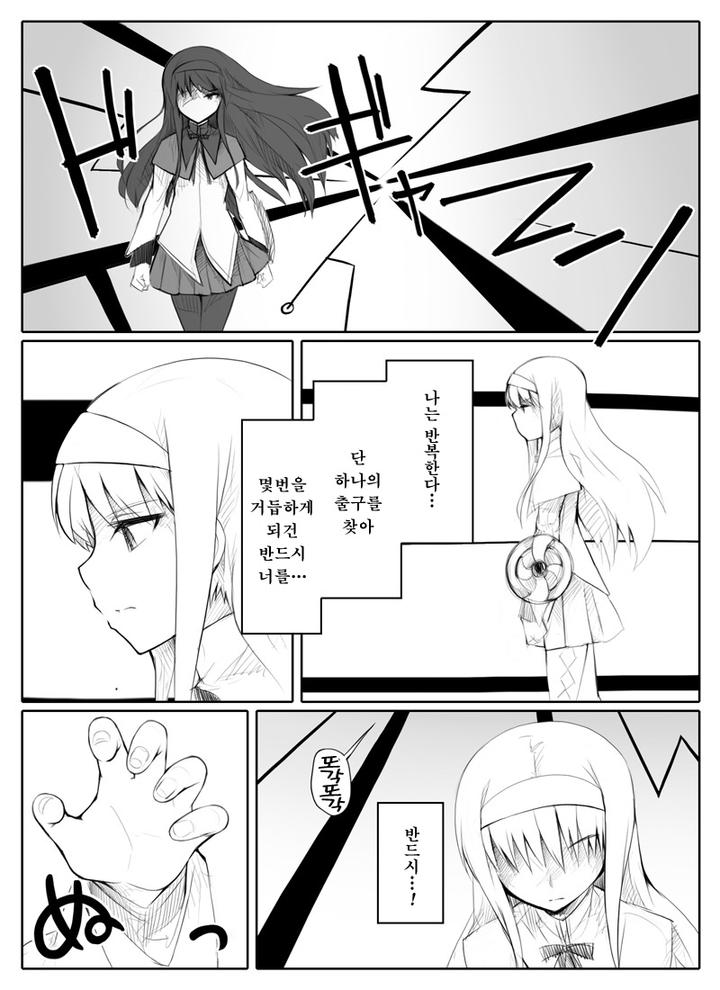 ドドギャーン
나는 반복한다…
단
하나의
출구를
찾아
몇번을
거듭하게
되건
반드시
너를…
똑각똑각
반드시…!
ぬっ